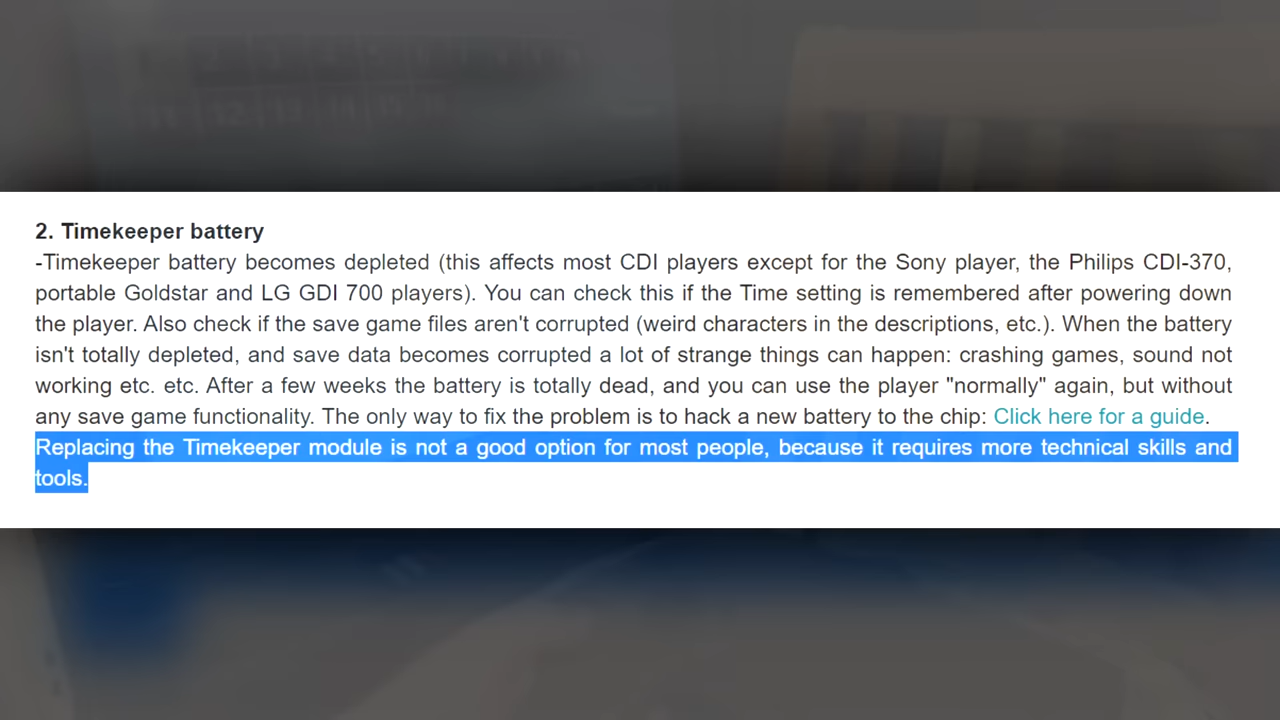 2. Timekeeper battery
-Timekeeper battery becomes depleted (this affects most CDI players except for the Sony player, the Philips CDI-370,
portable Goldstar and LG GDI 700 players). You can check this if the Time setting is remembered after powering down
the player. Also check if the save game files aren't corrupted (weird characters in the descriptions, etc.). When the battery
isn't totally depleted, and save data becomes corrupted a lot of strange things can happen: crashing games, sound not
working etc. etc. After a few weeks the battery is totally dead, and you can use the player "normally" again, but without
any save game functionality. The only way to fix the problem is to hack a new battery to the chip: Click here for a guide.
Replacing the Timekeeper module is not a good option for most people, because it requires more technical skills and
tools.